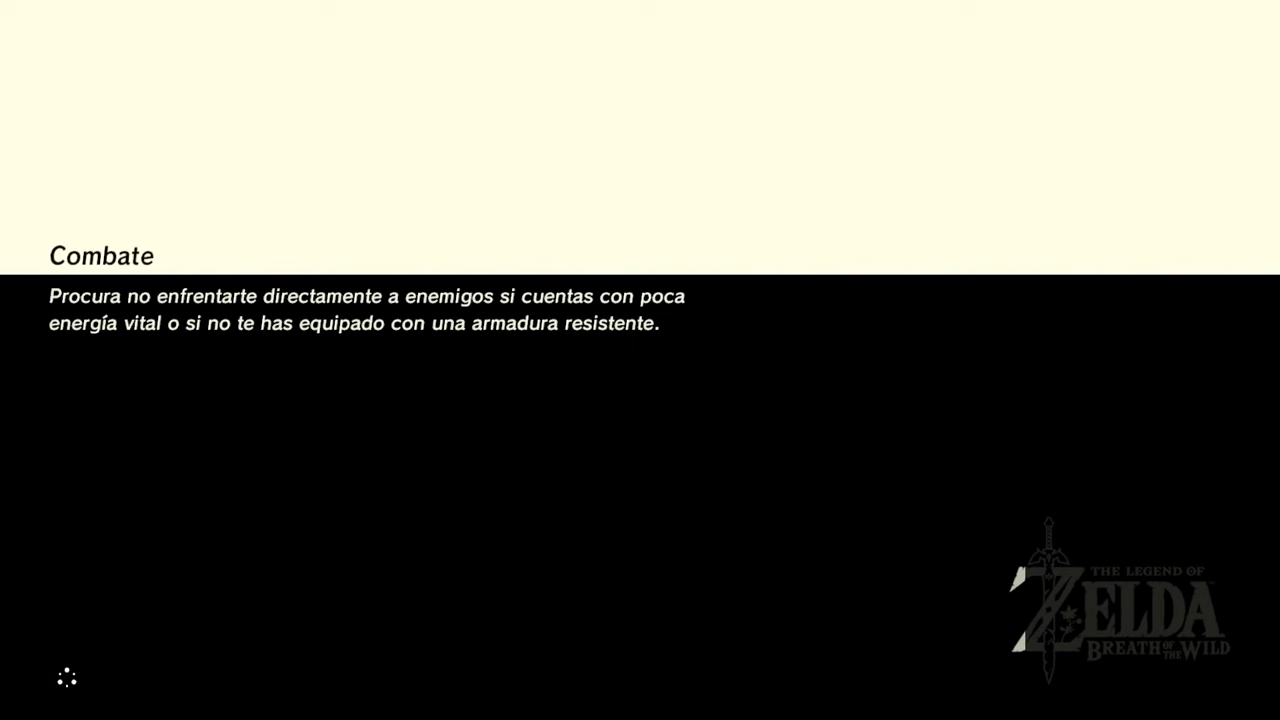 Combate
Procura no enfrentarte directamente a enemigos si cuentas con poca
energía vital o si no te has equipado con una armadura resistente.
THE LEGEND OF
ZELDA
BREATH OF THE WILD